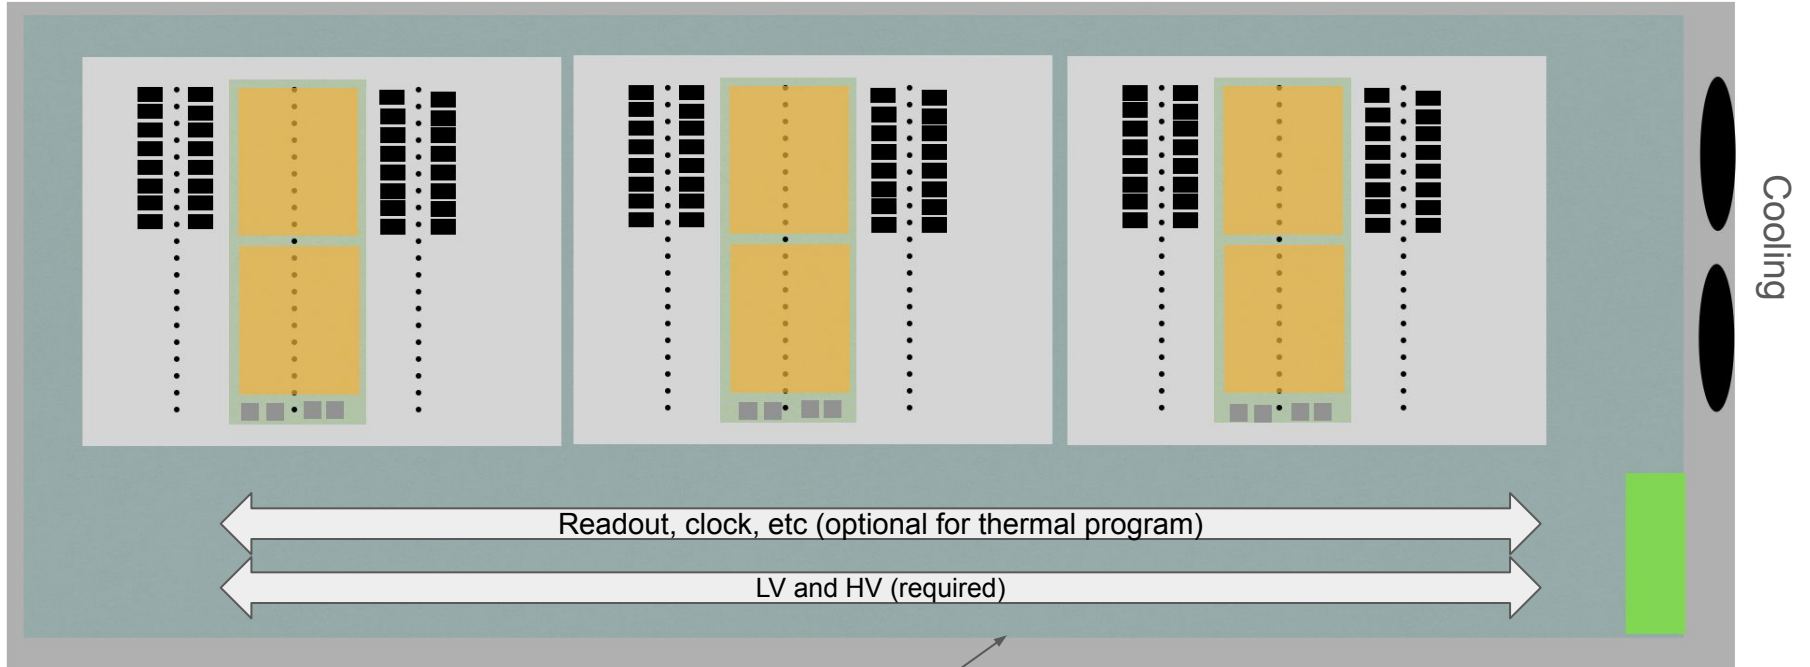 Cooling
Readout, clock, etc (optional for thermal program)
LV and HV (required)